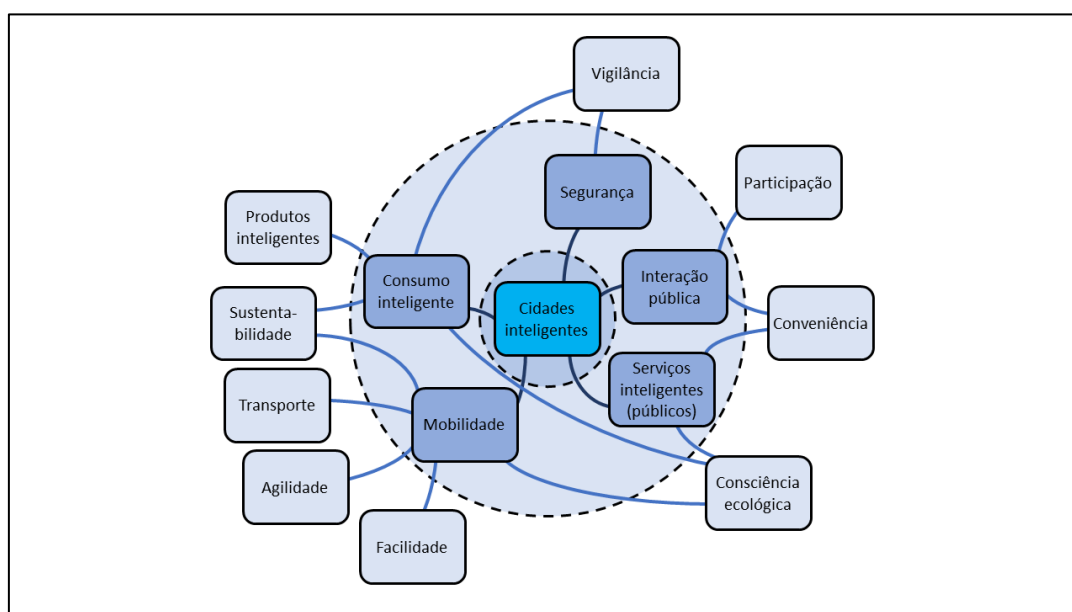 Vigilância
Participação
Segurança
Produtos
inteligentes
Consumo
inteligente
Interação
pública
Cidades
inteligentes
Sustenta-
bilidade
Conveniência
Serviços
inteligentes
(públicos)
Transporte
Mobilidade
Agilidade
Consciência
ecológica
Facilidade